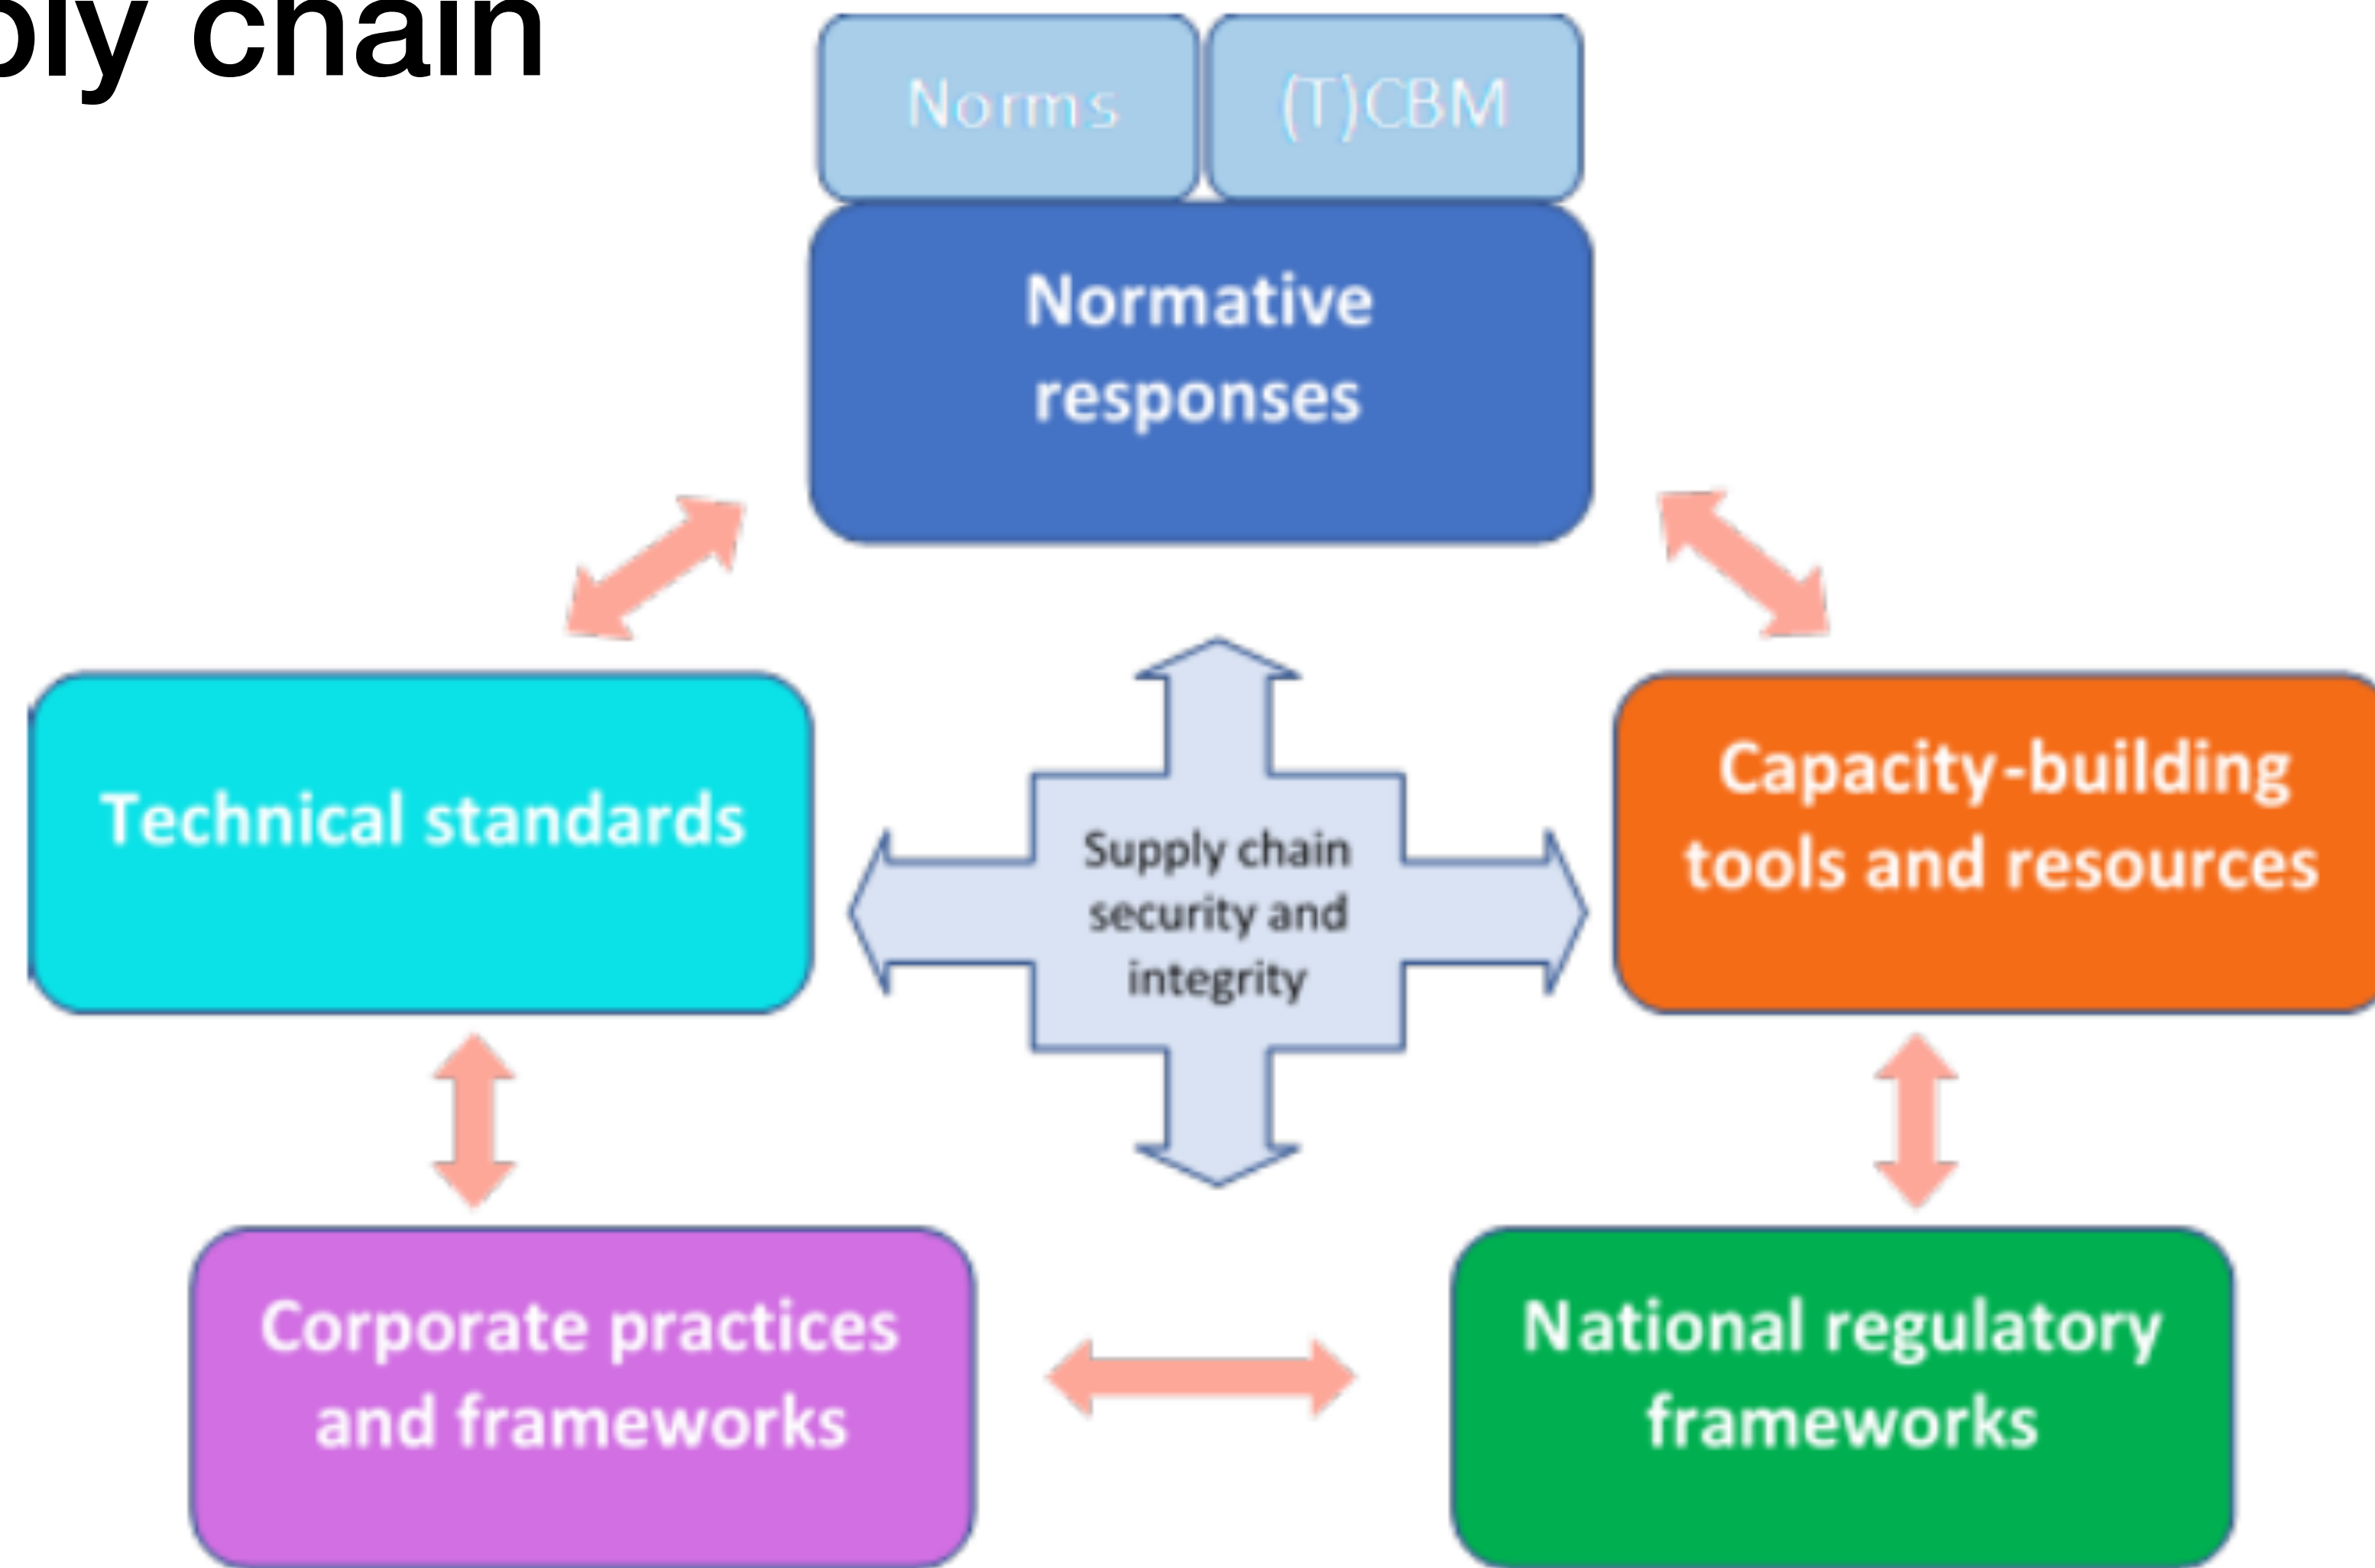 ply chain
Norms
(T)CBM
Normative
responses
Technical standards
Supply chain
security and
integrity
Capacity-building
tools and resources
Corporate practices
and frameworks
National regulatory
frameworks